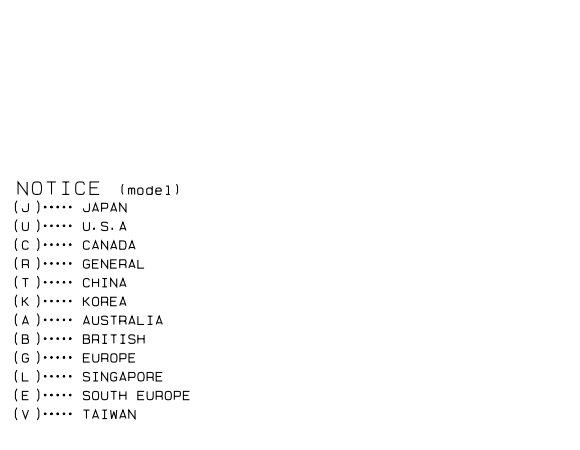 NOTICE (model)
(J)••••• JAPAN
(U)••••• U.S.A
(C)••••• CANADA
(R)••••• GENERAL
(T)••••• CHINA
(K)••••• KOREA
(A)••••• AUSTRALIA
(B)••••• BRITISH
(G)••••• EUROPE
(L)••••• SINGAPORE
(E)••••• SOUTH EUROPE
(V)••••• TAIWAN